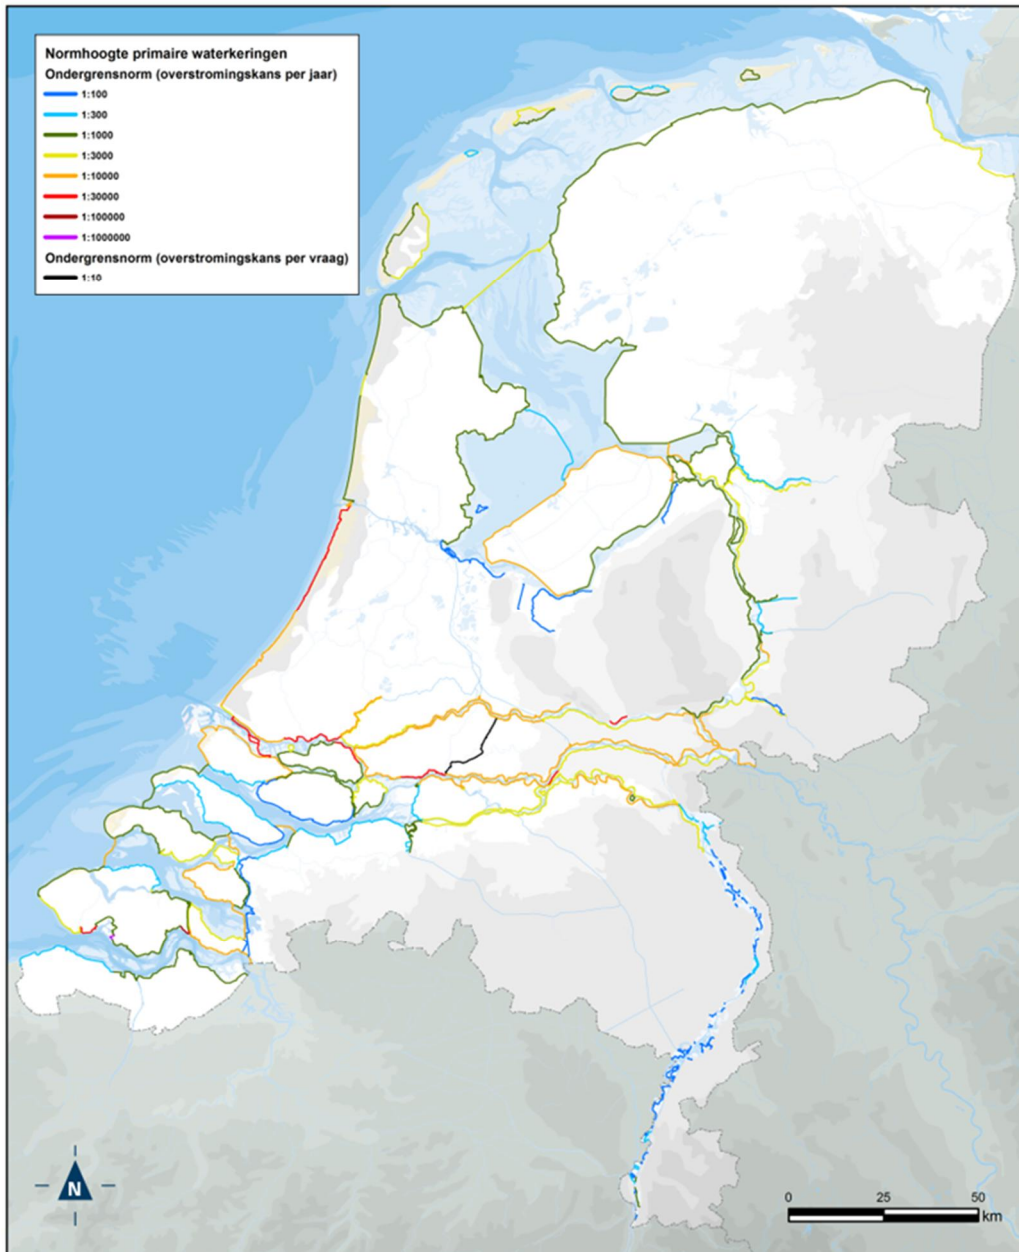 Normhoogte primaire waterkeringen
Ondergrensnorm (overstromingskans per jaar)
1:100
1:300
1:1000
1:3000
1:10000
1:30000
1:100000
1:1000000
Ondergrensnorm (overstromingskans per vraag)
1:10
N
0 25 50
km